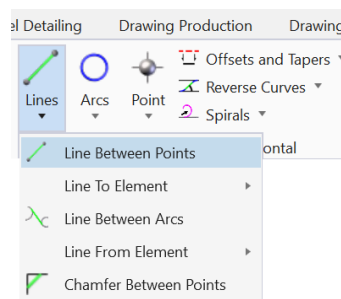 el Detailing Drawing Production Drawing
Lines Arcs Point Offsets and Tapers
Reverse Curves
Spirals
ontal
Line Between Points
Line To Element
Line Between Arcs
Line From Element
Chamfer Between Points